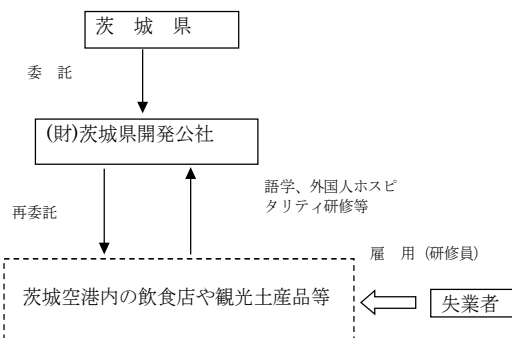 茨　城　県
委　託
(財)茨城県開発公社
語学、外国人ホスピ
タリティ研修等
再委託
雇　用 (研修員)
茨城空港内の飲食店や観光土産品等
失業者